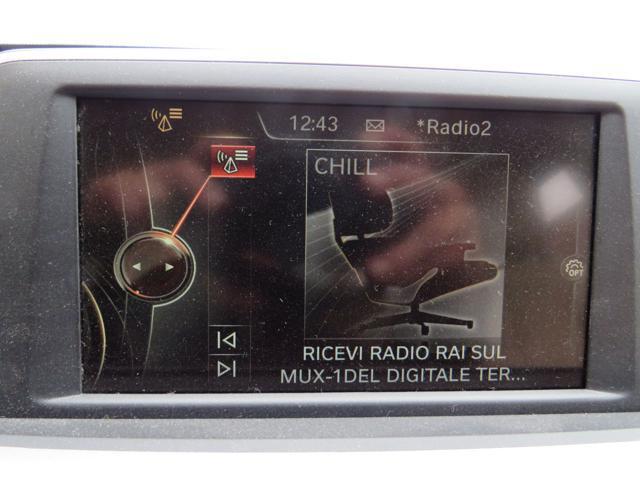 12:43 *Radio2
CHILL
OPT
RICEVI RADIO RAI SUL
MUX-1DEL DIGITALE TER...